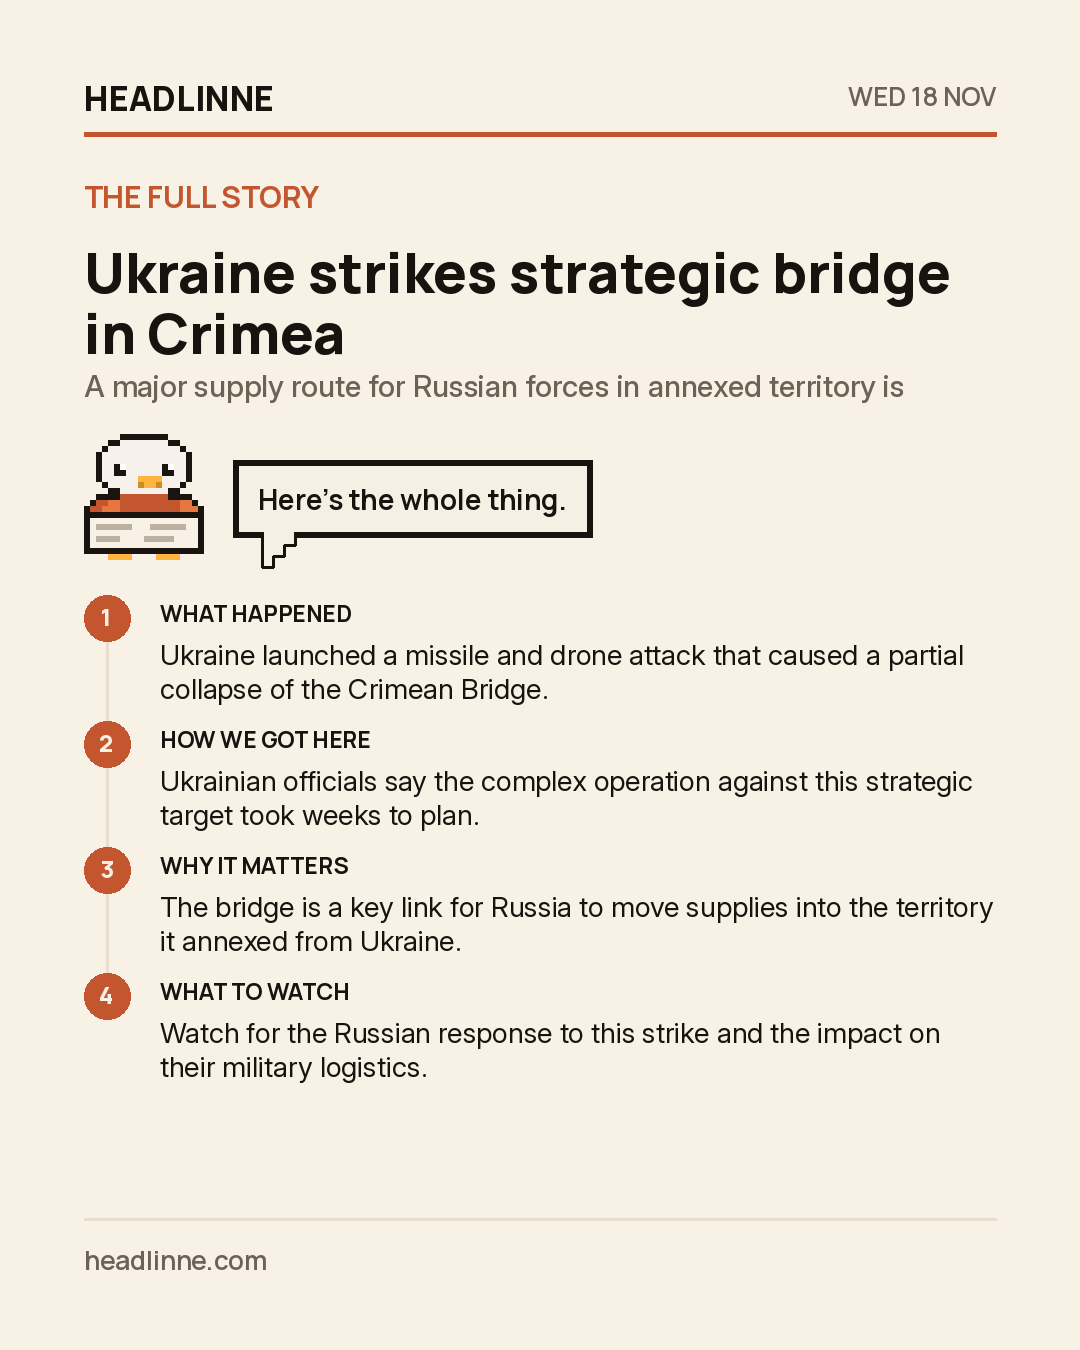 HEADLINNE
WED 18 NOV
THE FULL STORY
Ukraine strikes strategic bridge
in Crimea
A major supply route for Russian forces in annexed territory is
Here’s the whole thing.
1
WHAT HAPPENED
Ukraine launched a missile and drone attack that caused a partial
collapse of the Crimean Bridge.
2
HOW WE GOT HERE
Ukrainian officials say the complex operation against this strategic
target took weeks to plan.
3
WHY IT MATTERS
The bridge is a key link for Russia to move supplies into the territory
it annexed from Ukraine.
4
WHAT TO WATCH
Watch for the Russian response to this strike and the impact on
their military logistics.
headlinne.com